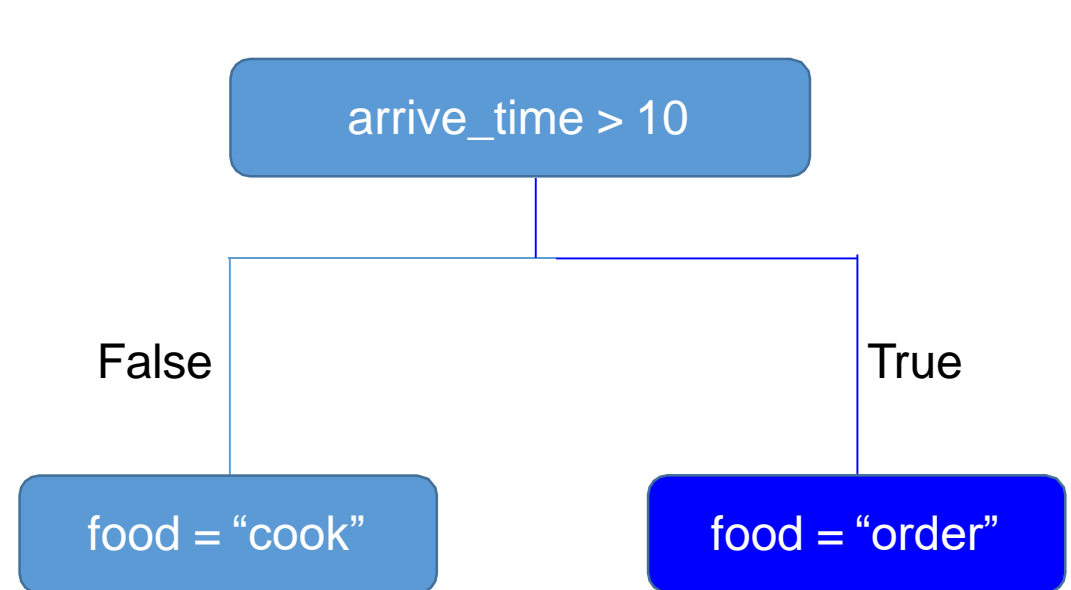 arrive_time > 10
False
True
food = “cook”
food = “order”